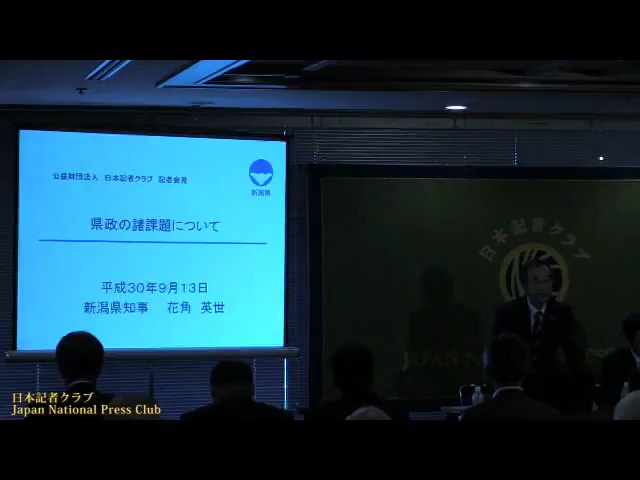 公益財団法人 日本記者クラブ 記者会見
新潟県
県政の諸課題について
平成30年9月13日
新潟県知事 花角 英世
日本記者クラブ
JAPAN NATIONAL PRESS
日本記者クラブ
Japan National Press Club